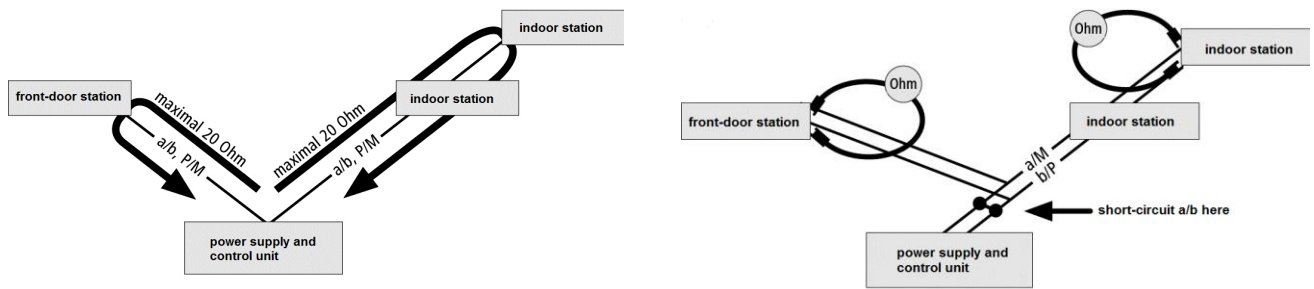 indoor station
front-door station
maximal 20 Ohm
maximal 20 Ohm
indoor station
a/b, P/M
a/b, P/M
power supply and
control unit
Ohm
indoor station
Ohm
front-door station
indoor station
a/M
b/P
short-circuit a/b here
power supply and
control unit